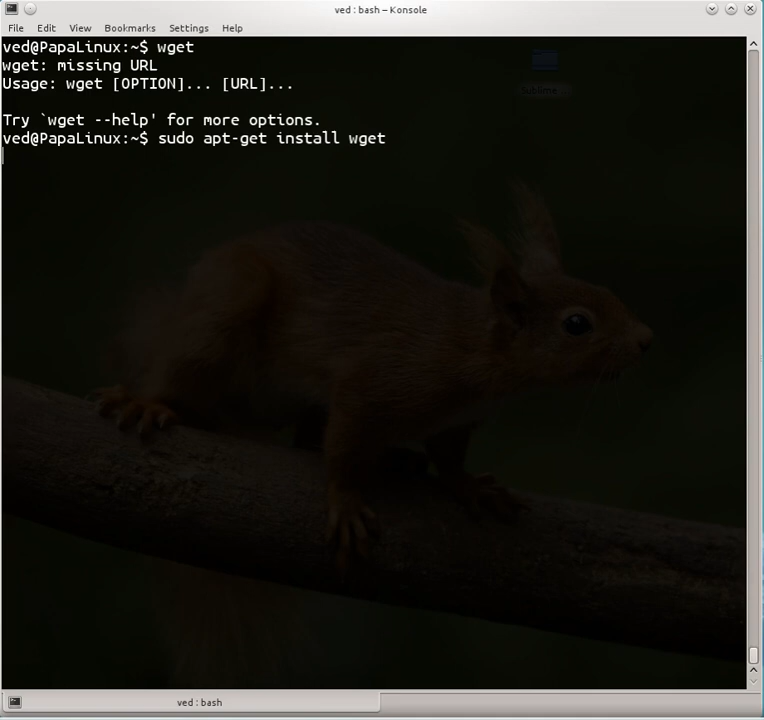 ved : bash – Konsole
File Edit View Bookmarks Settings Help
ved@PapaLinux:~$ wget
wget: missing URL
Usage: wget [OPTION]... [URL]...
Sublime
Try `wget --help' for more options.
ved@PapaLinux:~$ sudo apt-get install wget
ved : bash